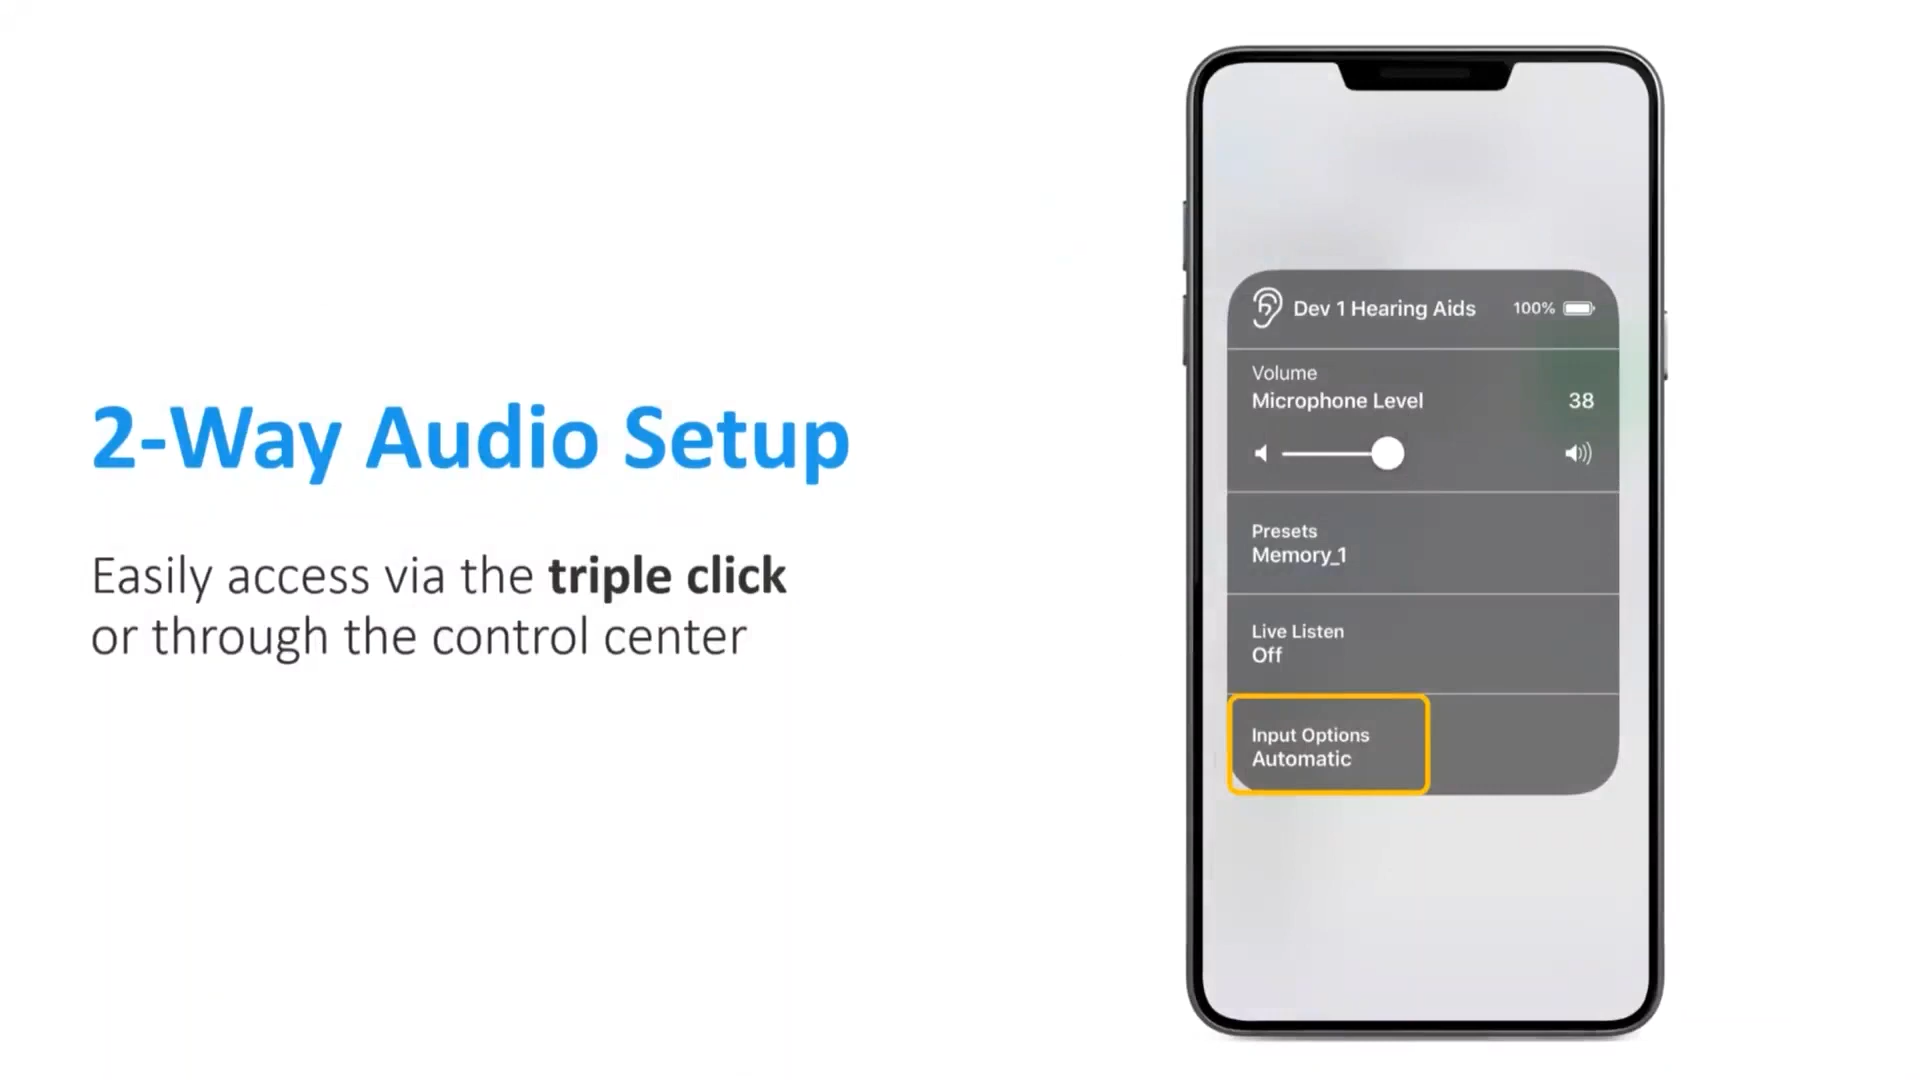 2-Way Audio Setup
Easily access via the triple click
or through the control center
Dev 1 Hearing Aids 100%
Volume
Microphone Level 38
Presets
Memory_1
Live Listen
Off
Input Options
Automatic